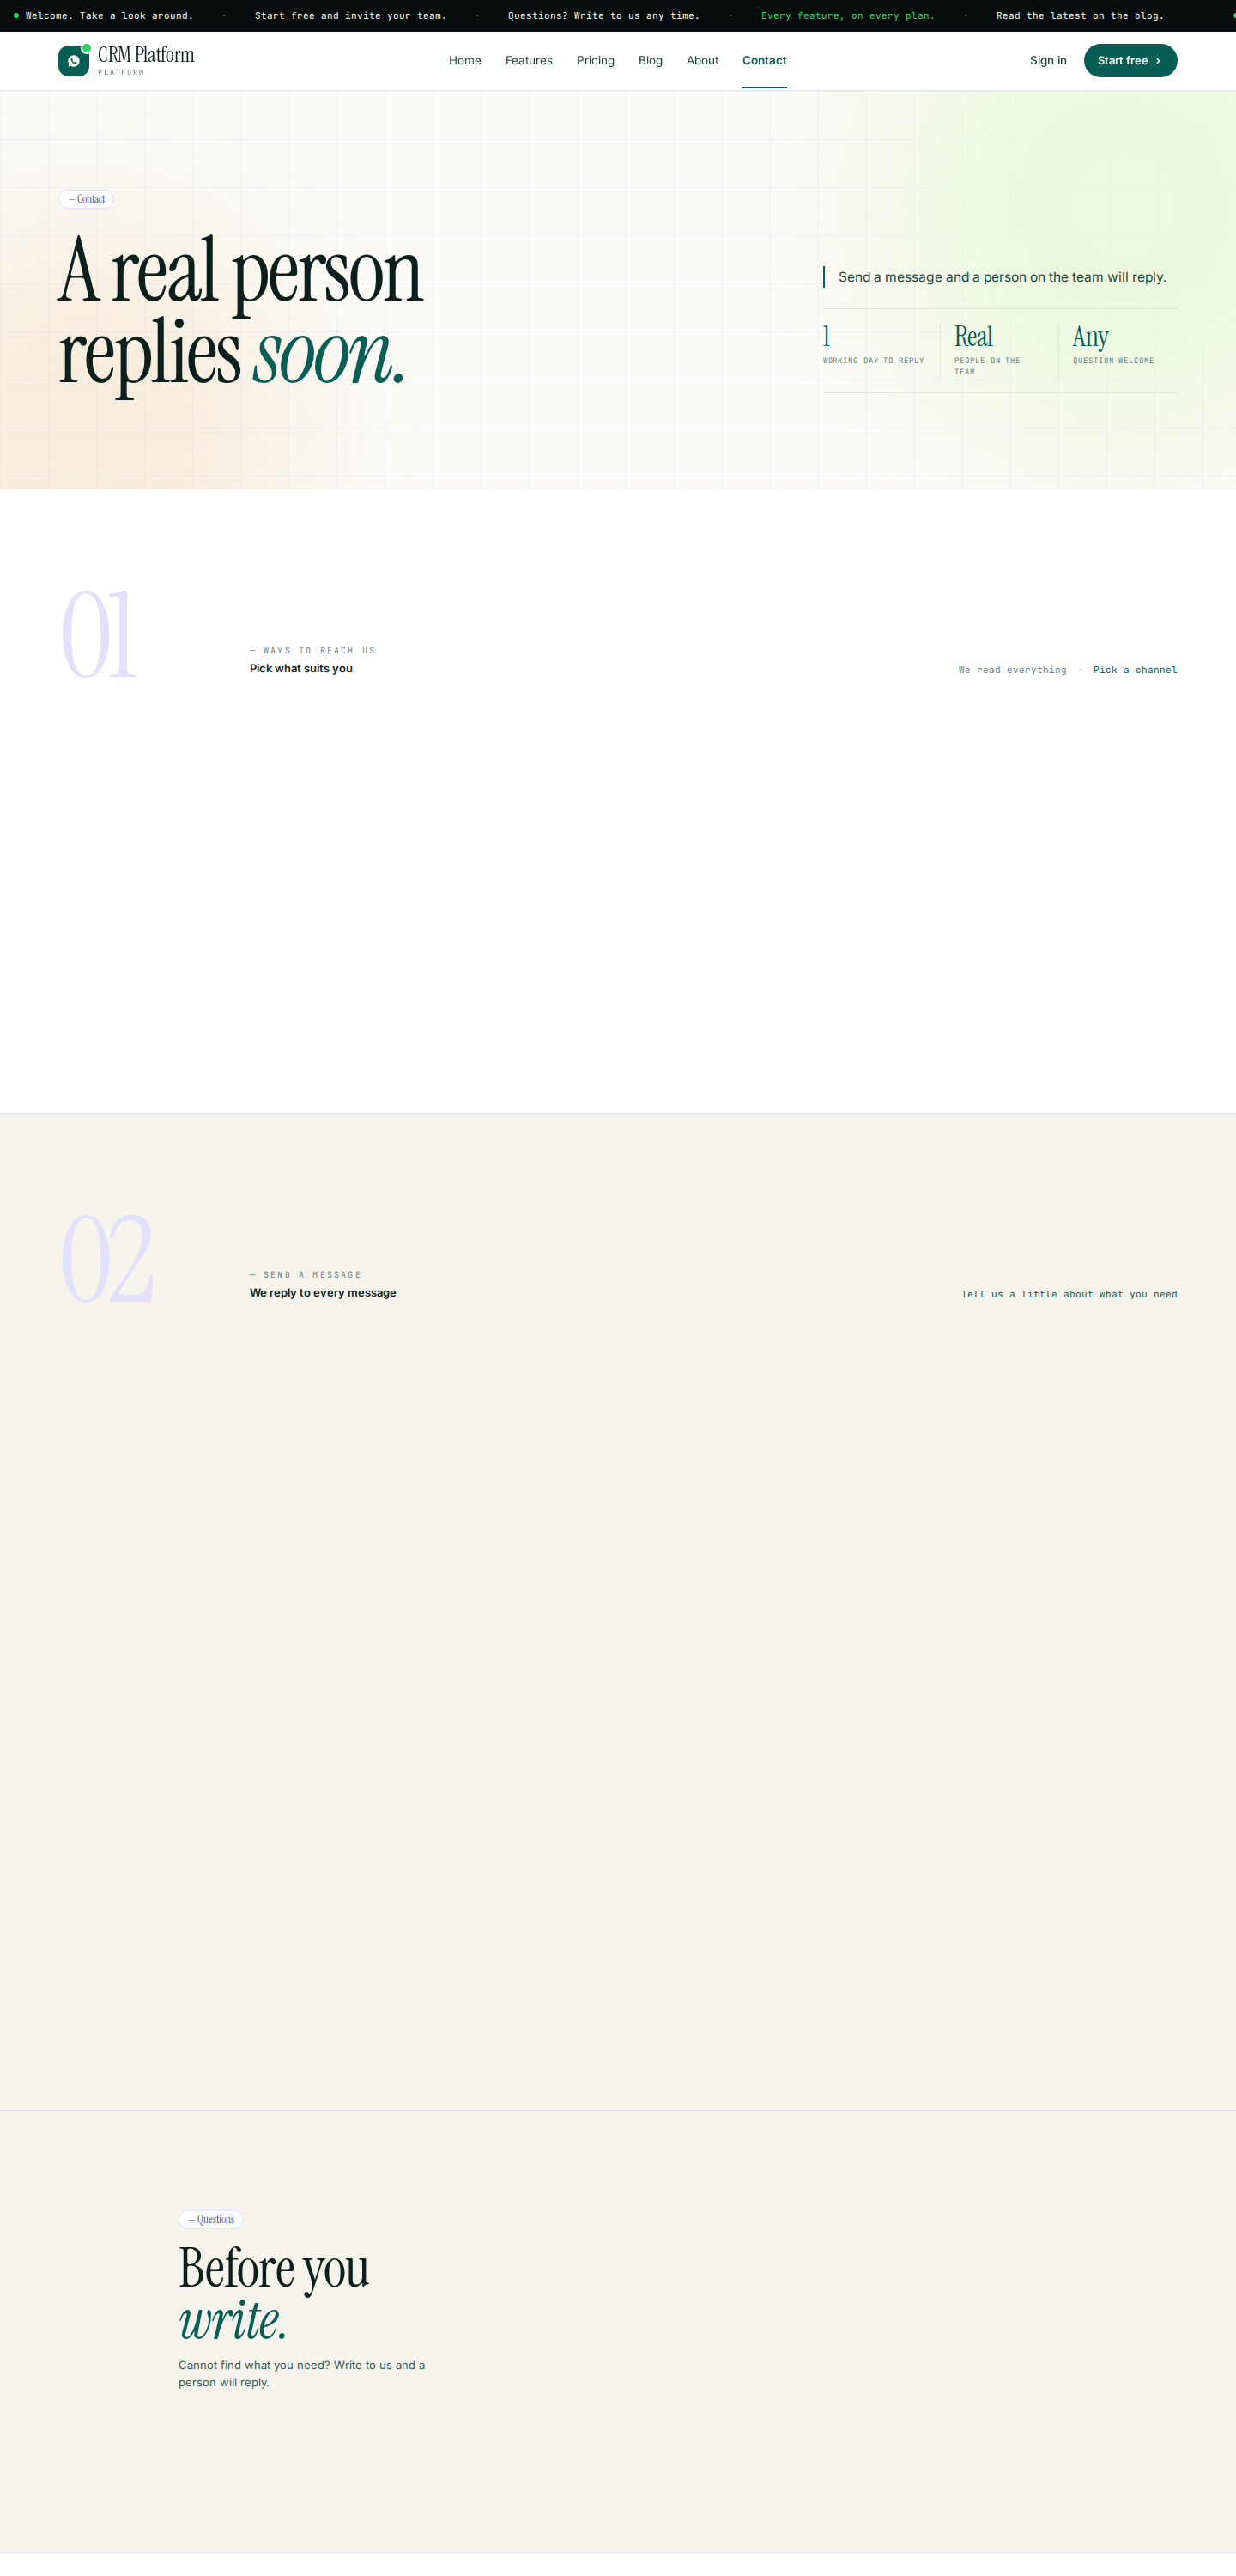 Welcome. Take a look around. · Start free and invite your team. · Questions? Write to us any time. · Every feature, on every plan. · Read the latest on the blog.
CRM Platform
PLATFORM
Home Features Pricing Blog About Contact
Sign in Start free ›
— Contact
A real person
replies soon.
Send a message and a person on the team will reply.
1
WORKING DAY TO REPLY
Real
PEOPLE ON THE
TEAM
Any
QUESTION WELCOME
01
— WAYS TO REACH US
Pick what suits you
We read everything · Pick a channel
02
— SEND A MESSAGE
We reply to every message
Tell us a little about what you need
— Questions
Before you
write.
Cannot find what you need? Write to us and a
person will reply.